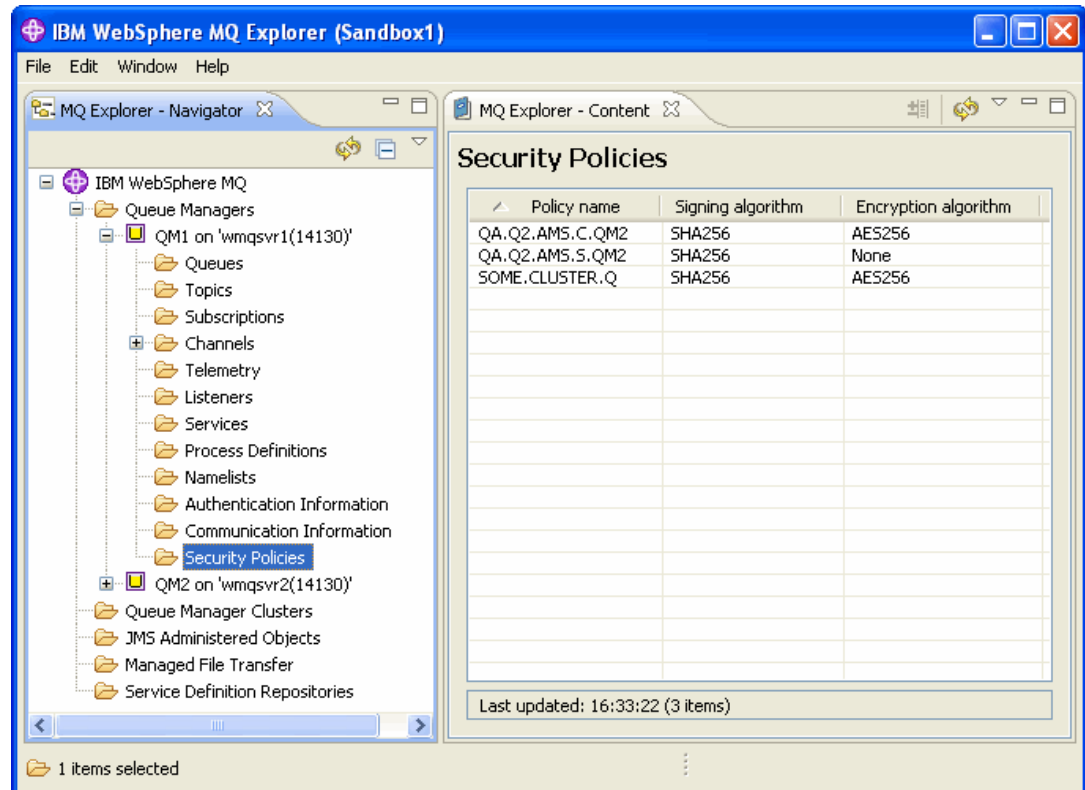 IBM WebSphere MQ Explorer (Sandbox1)
File Edit Window Help
MQ Explorer - Navigator
IBM WebSphere MQ
Queue Managers
QM1 on 'wmqsvr1(14130)'
Queues
Topics
Subscriptions
Channels
Telemetry
Listeners
Services
Process Definitions
Namelists
Authentication Information
Communication Information
Security Policies
QM2 on 'wmqsvr2(14130)'
Queue Manager Clusters
JMS Administered Objects
Managed File Transfer
Service Definition Repositories
MQ Explorer - Content
Security Policies
Policy name Signing algorithm Encryption algorithm
QA.Q2.AMS.C.QM2 SHA256 AES256
QA.Q2.AMS.S.QM2 SHA256 None
SOME.CLUSTER.Q SHA256 AES256
Last updated: 16:33:22 (3 items)
1 items selected